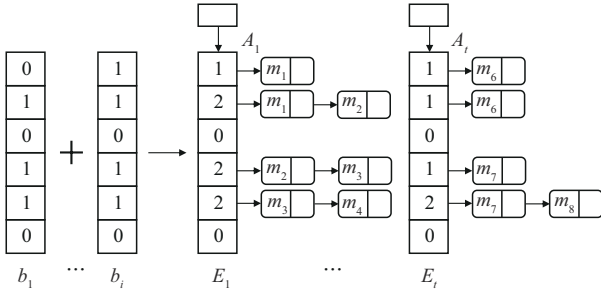 A1 At
0 1 1 m1 1 m6
1 1 2 m1 m2 1 m6
0 0 0 0
+
1 1 2 m2 m3 1 m7
1 1 2 m3 m4 2 m7 m8
0 0 0 0
b1 ... bi E1 ... Et